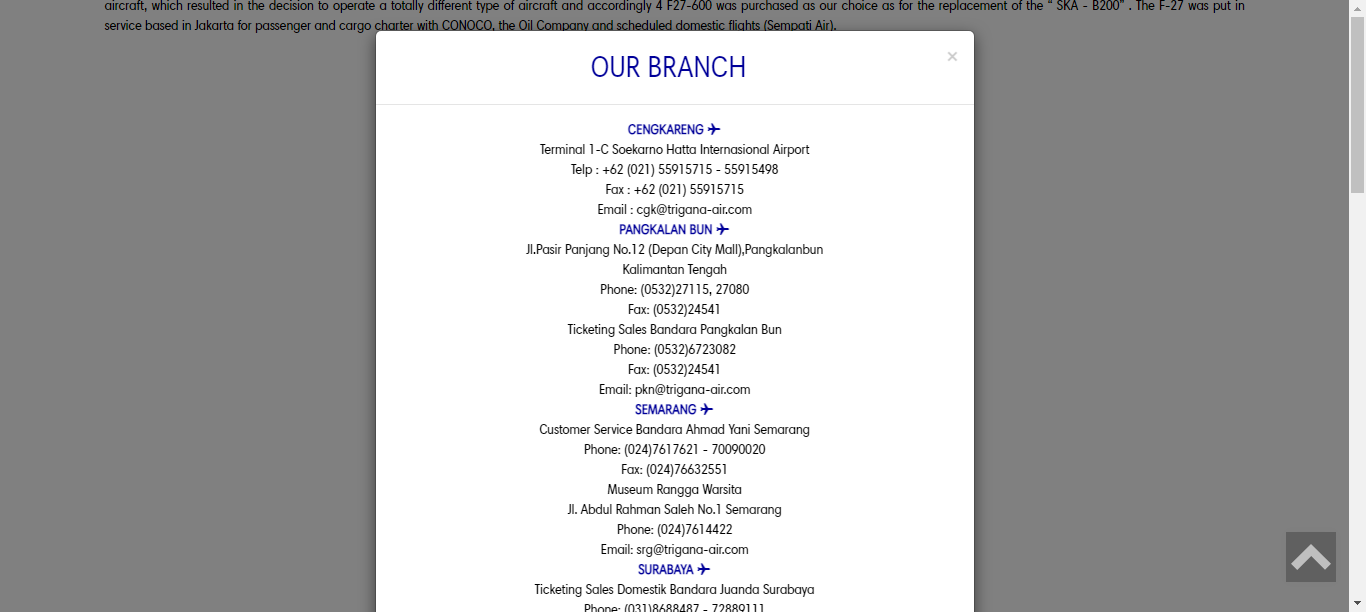 aircraft, which resulted in the decision to operate a totally different type of aircraft and accordingly 4 F27-600 was purchased as our choice as for the replacement of the “ SKA - B200” . The F-27 was put in
service based in Jakarta for passenger and cargo charter with CONOCO, the Oil Company and scheduled domestic flights (Sempati Air).
OUR BRANCH
×
CENGKARENG
Terminal 1-C Soekarno Hatta Internasional Airport
Telp : +62 (021) 55915715 - 55915498
Fax : +62 (021) 55915715
Email : cgk@trigana-air.com
PANGKALAN BUN
Jl.Pasir Panjang No.12 (Depan City Mall),Pangkalanbun
Kalimantan Tengah
Phone: (0532)27115, 27080
Fax: (0532)24541
Ticketing Sales Bandara Pangkalan Bun
Phone: (0532)6723082
Fax: (0532)24541
Email: pkn@trigana-air.com
SEMARANG
Customer Service Bandara Ahmad Yani Semarang
Phone: (024)7617621 - 70090020
Fax: (024)76632551
Museum Rangga Warsita
Jl. Abdul Rahman Saleh No.1 Semarang
Phone: (024)7614422
Email: srg@trigana-air.com
SURABAYA
Ticketing Sales Domestik Bandara Juanda Surabaya
Phone: (031)8688487 - 72889111